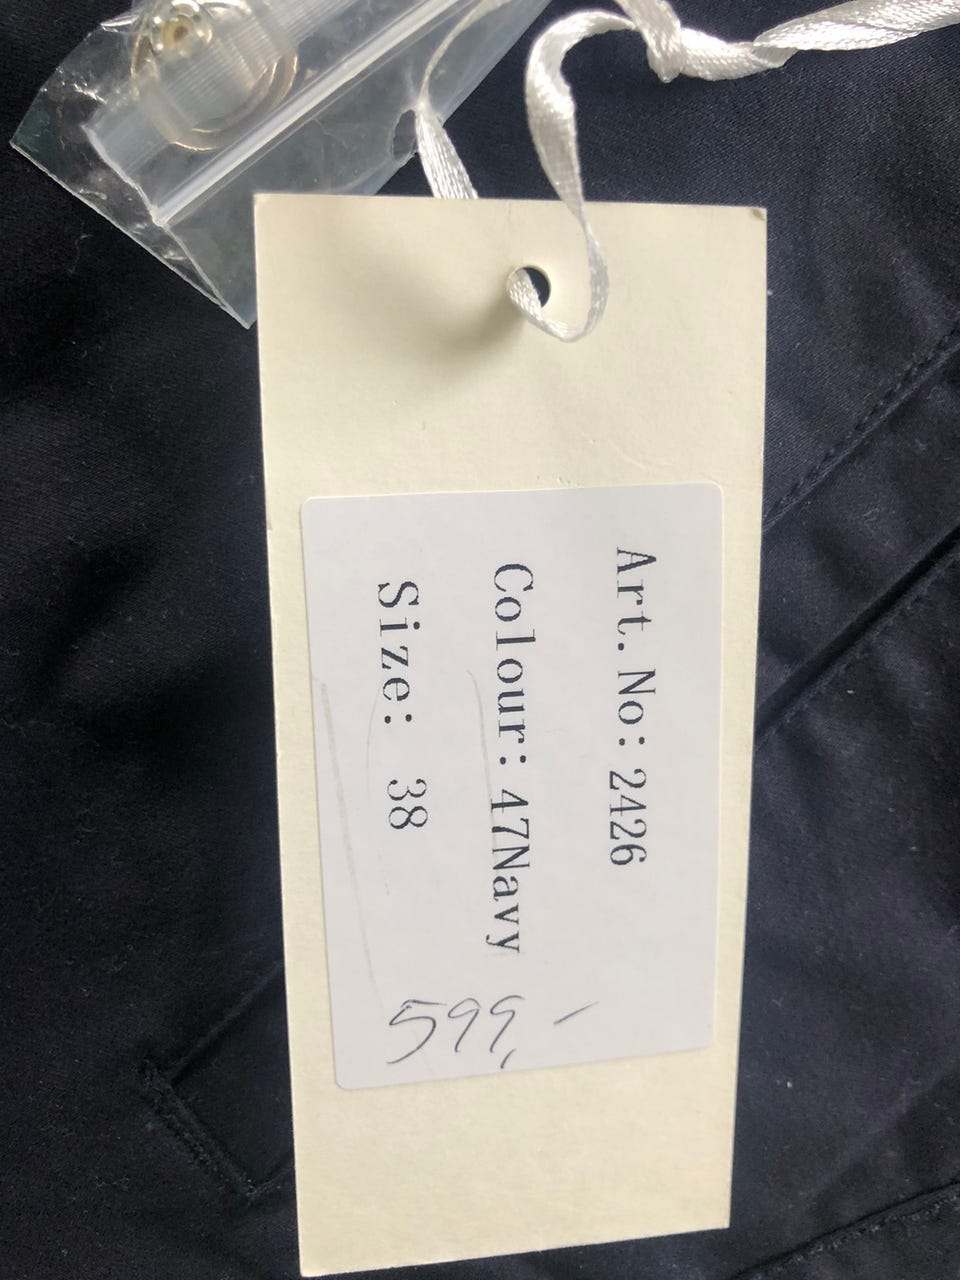 Art. No: 2426
Colour: 47Navy
Size: 38
599,-